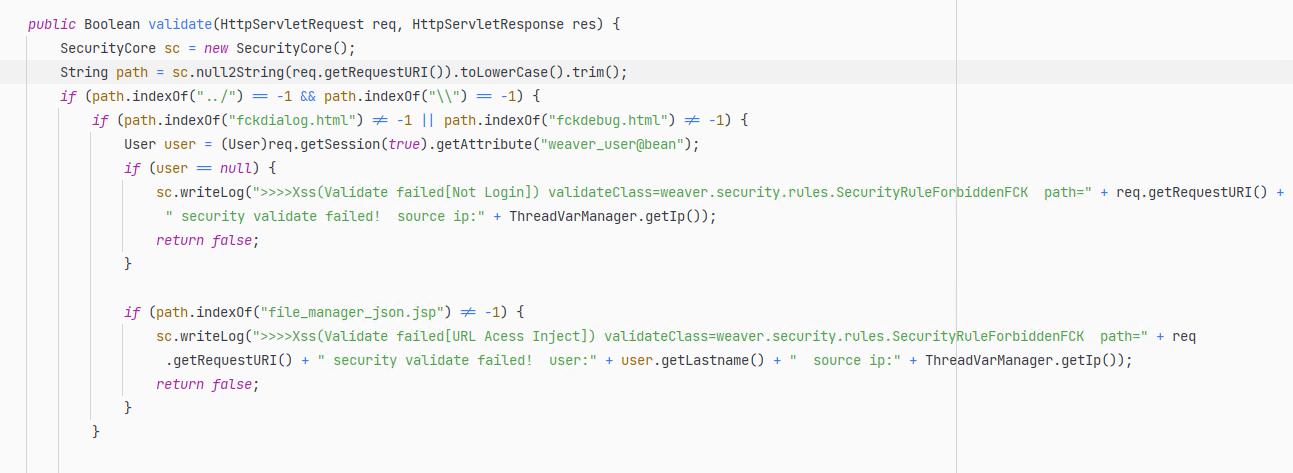 public Boolean validate(HttpServletRequest req, HttpServletResponse res) {
SecurityCore sc = new SecurityCore();
String path = sc.null2String(req.getRequestURI()).toLowerCase().trim();
if (path.indexOf("../") == -1 && path.indexOf("\\") == -1) {
if (path.indexOf("fckdialog.html") != -1 || path.indexOf("fckdebug.html") != -1) {
User user = (User)req.getSession(true).getAttribute("weaver_user@bean");
if (user == null) {
sc.writeLog(">>>>Xss(Validate failed[Not Login]) validateClass=weaver.security.rules.SecurityRuleForbiddenFCK  path=" + req.getRequestURI() +
" security validate failed!  source ip:" + ThreadVarManager.getIp());
return false;
}
if (path.indexOf("file_manager_json.jsp") != -1) {
sc.writeLog(">>>>Xss(Validate failed[URL Acess Inject]) validateClass=weaver.security.rules.SecurityRuleForbiddenFCK  path=" + req
.getRequestURI() + " security validate failed!  user:" + user.getLastname() + "  source ip:" + ThreadVarManager.getIp());
return false;
}
}